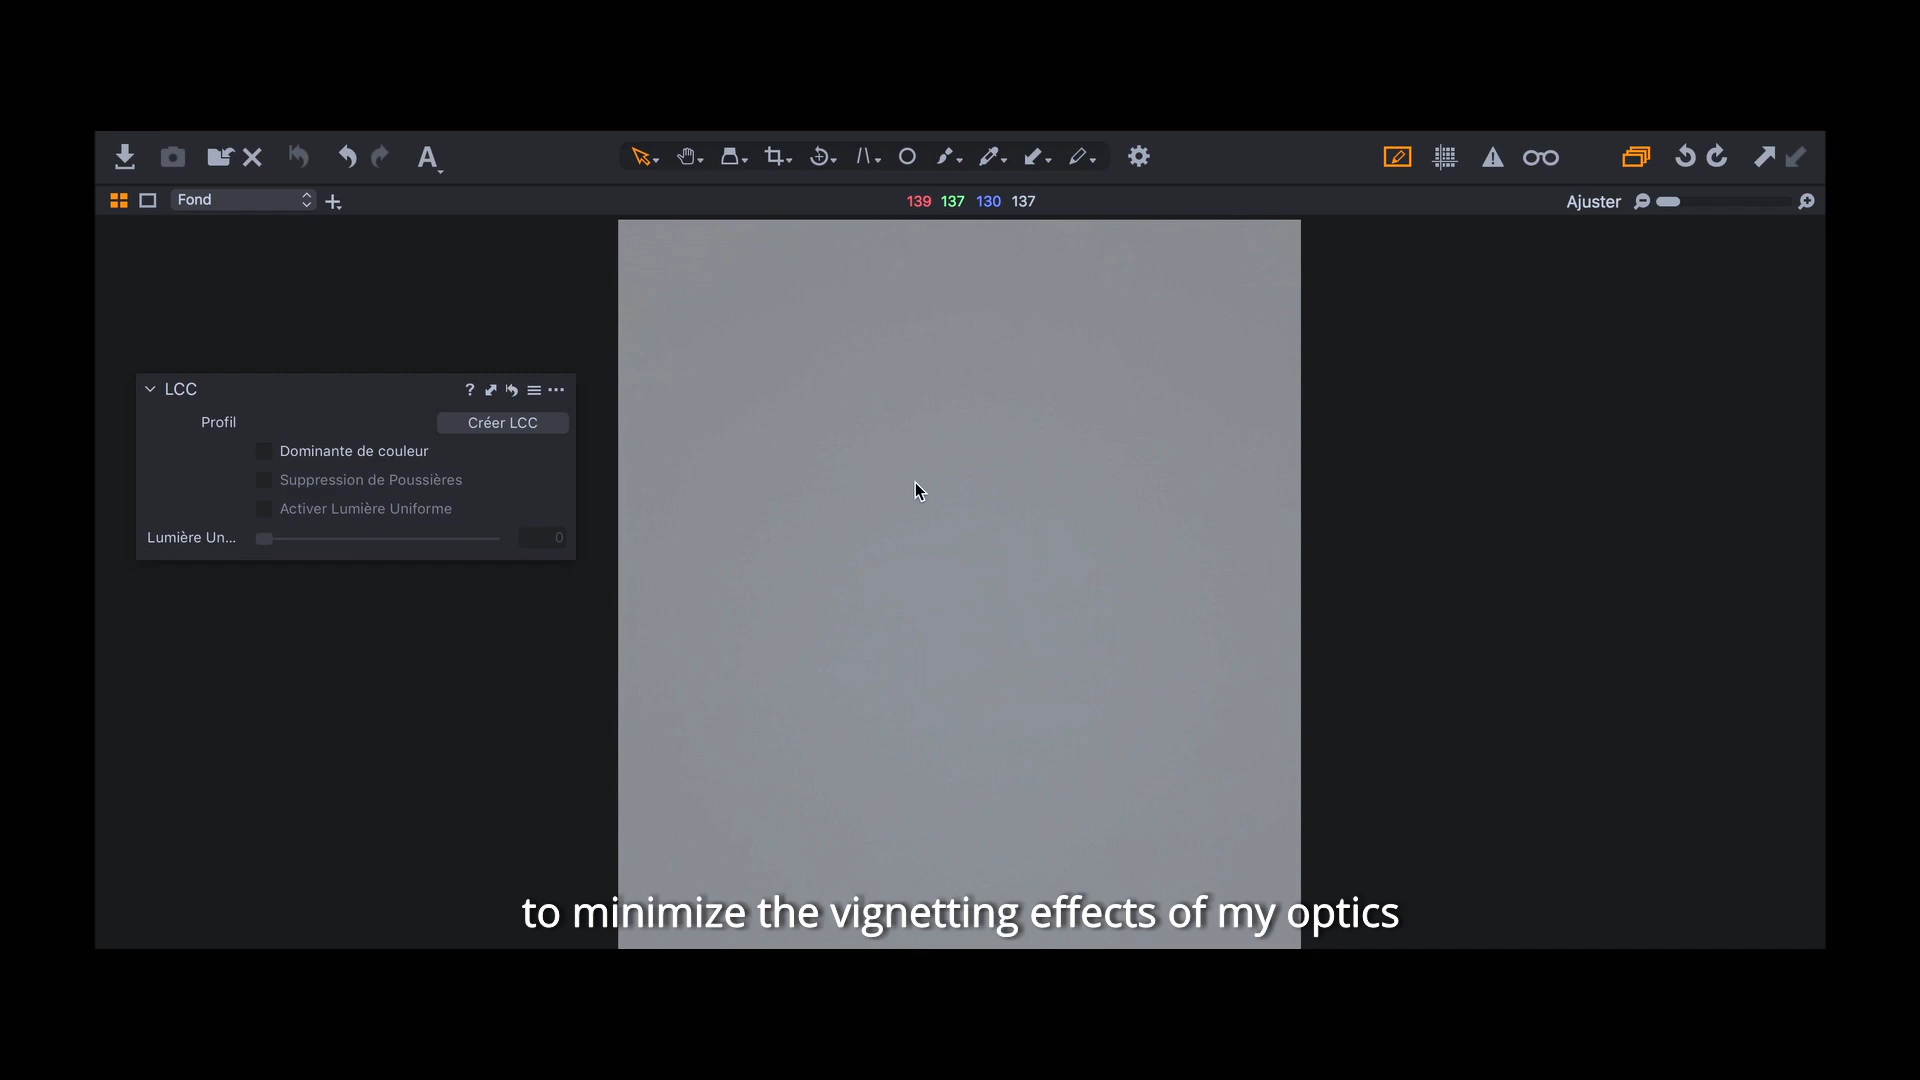 A
Fond
139 137 130 137
Ajuster
LCC
?
Profil
Créer LCC
Dominante de couleur
Suppression de Poussières
Activer Lumière Uniforme
Lumière Un...
0
to minimize the vignetting effects of my optics